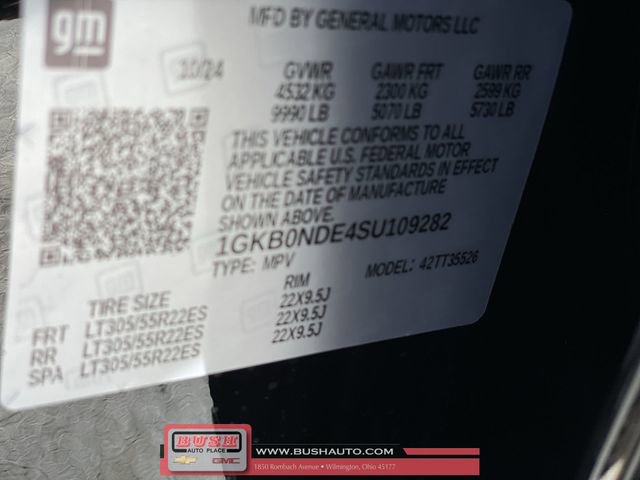 gm
MFD BY GENERAL MOTORS LLC
10/24 GVWR GAWR FRT GAWR RR
4532 KG 2300 KG 2599 KG
9990 LB 5070 LB 5730 LB
THIS VEHICLE CONFORMS TO ALL
APPLICABLE U.S. FEDERAL MOTOR
VEHICLE SAFETY STANDARDS IN EFFECT
ON THE DATE OF MANUFACTURE
SHOWN ABOVE.
1GKB0NDE4SU109282
TYPE: MPV MODEL: 42TT35526
TIRE SIZE RIM
FRT LT305/55R22ES 22X9.5J
RR LT305/55R22ES 22X9.5J
SPA LT305/55R22ES 22X9.5J
BUSH
AUTO PLACE
GMC
WWW.BUSHAUTO.COM
1850 Rombach Avenue • Wilmington, Ohio 45177